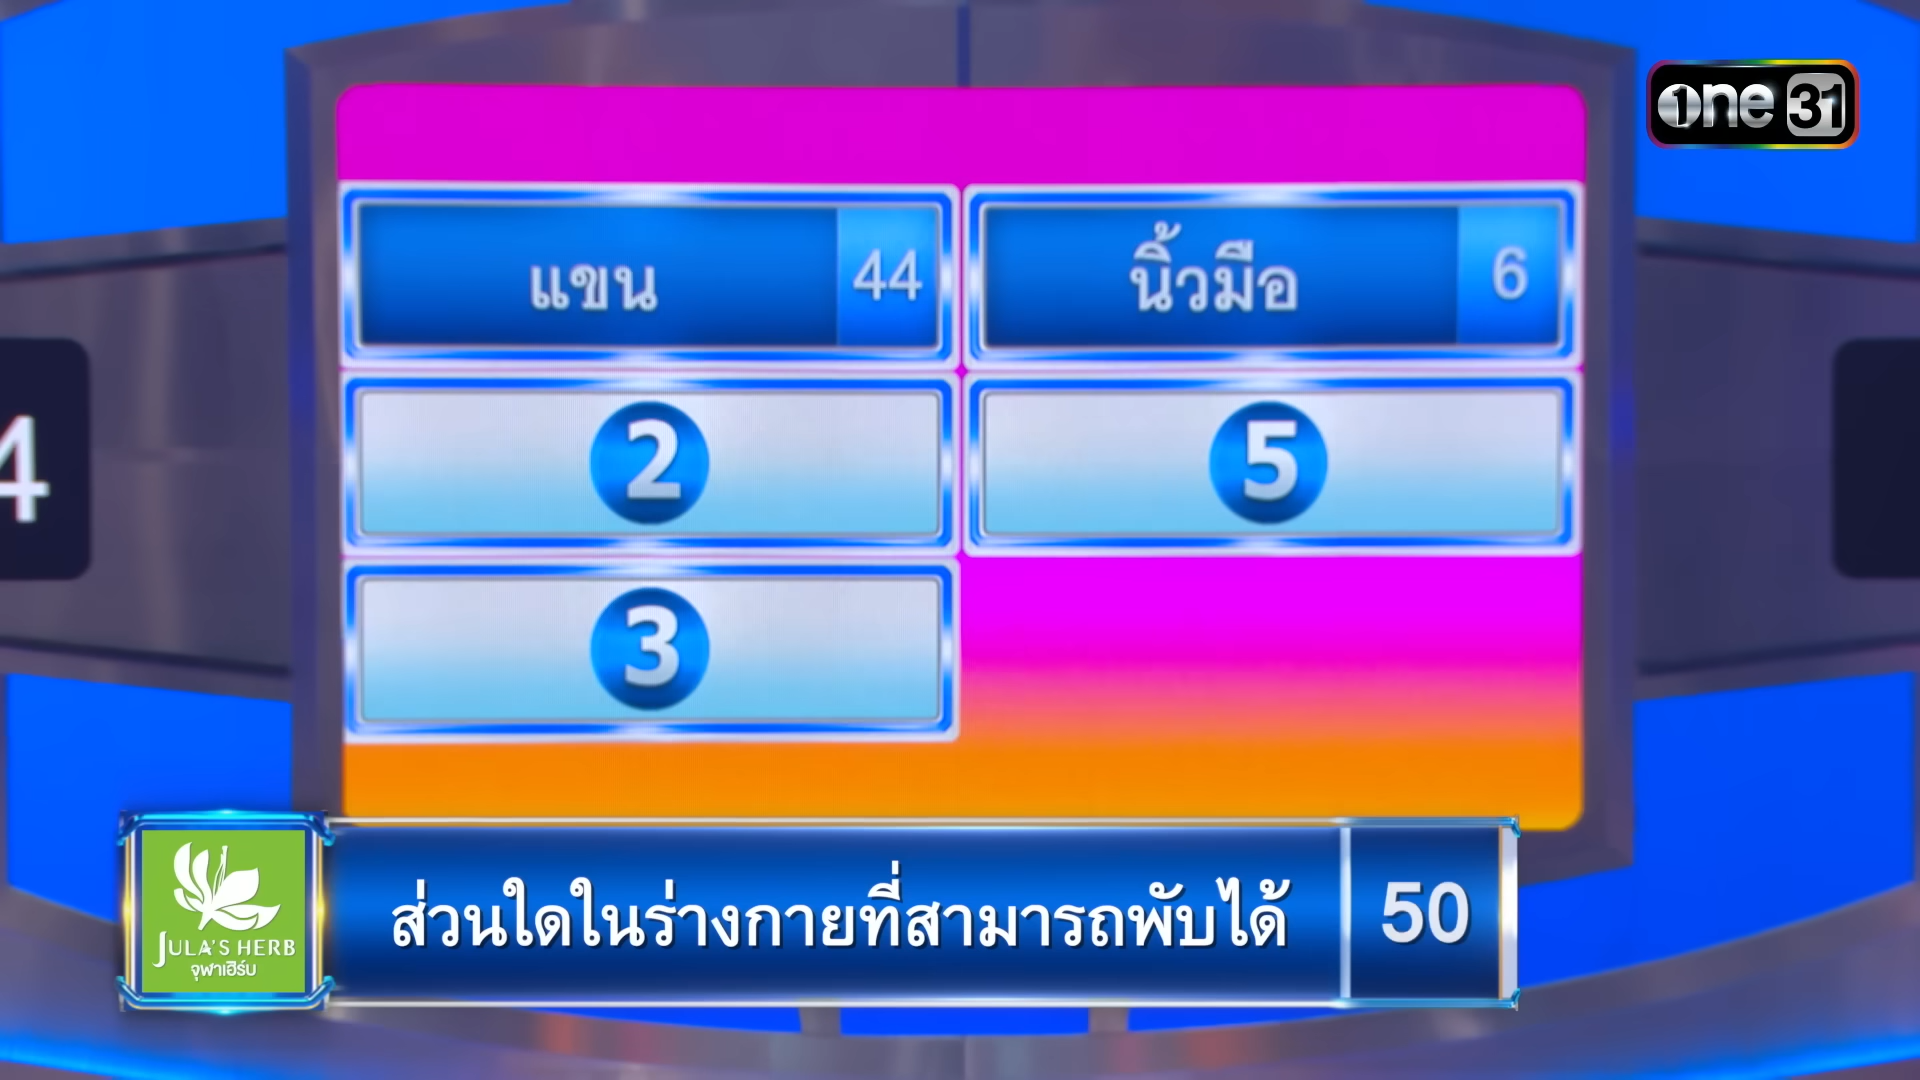 one 31
แขน 44
นิ้วมือ 6
2
5
3
4
ส่วนใดในร่างกายที่สามารถพับได้ 50
JULA'S HERB
จุฬาเฮิร์บ